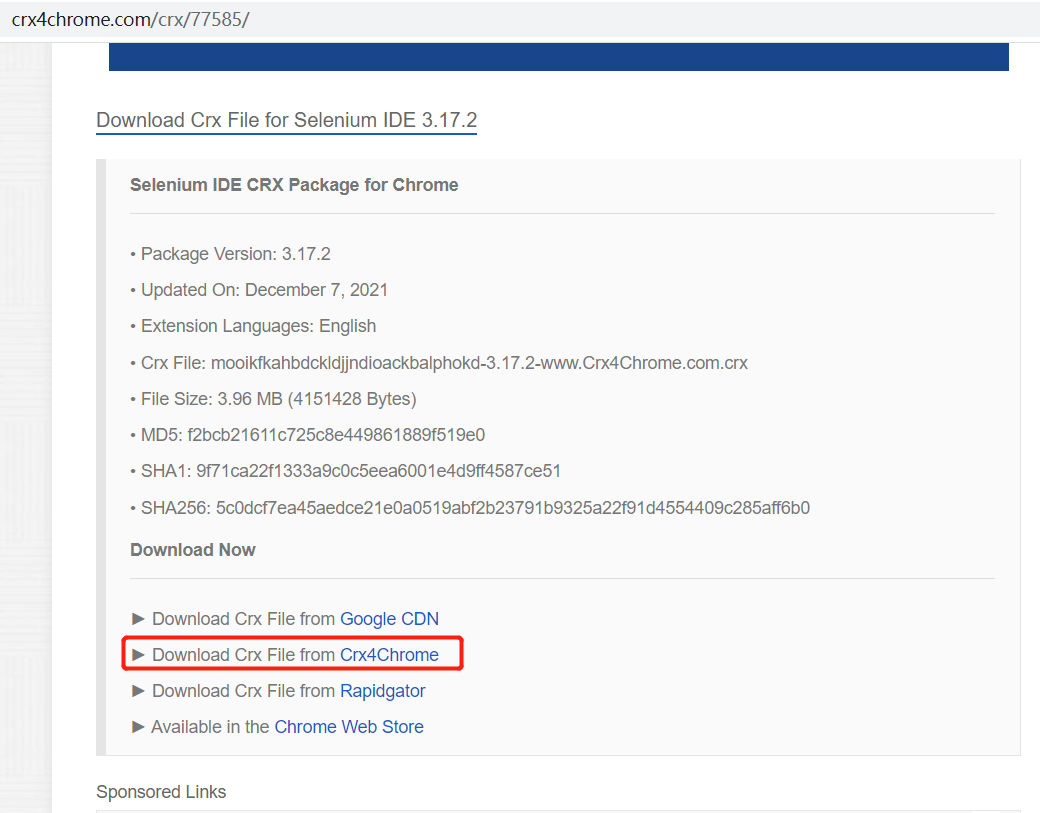 crx4chrome.com/crx/77585/
Download Crx File for Selenium IDE 3.17.2
Selenium IDE CRX Package for Chrome
• Package Version: 3.17.2
• Updated On: December 7, 2021
• Extension Languages: English
• Crx File: mooikfkahbdckldjjndioackbalphokd-3.17.2-www.Crx4Chrome.com.crx
• File Size: 3.96 MB (4151428 Bytes)
• MD5: f2bcb21611c725c8e449861889f519e0
• SHA1: 9f71ca22f1333a9c0c5eea6001e4d9ff4587ce51
• SHA256: 5c0dcf7ea45aedce21e0a0519abf2b23791b9325a22f91d4554409c285aff6b0
Download Now
► Download Crx File from Google CDN
► Download Crx File from Crx4Chrome
► Download Crx File from Rapidgator
► Available in the Chrome Web Store
Sponsored Links